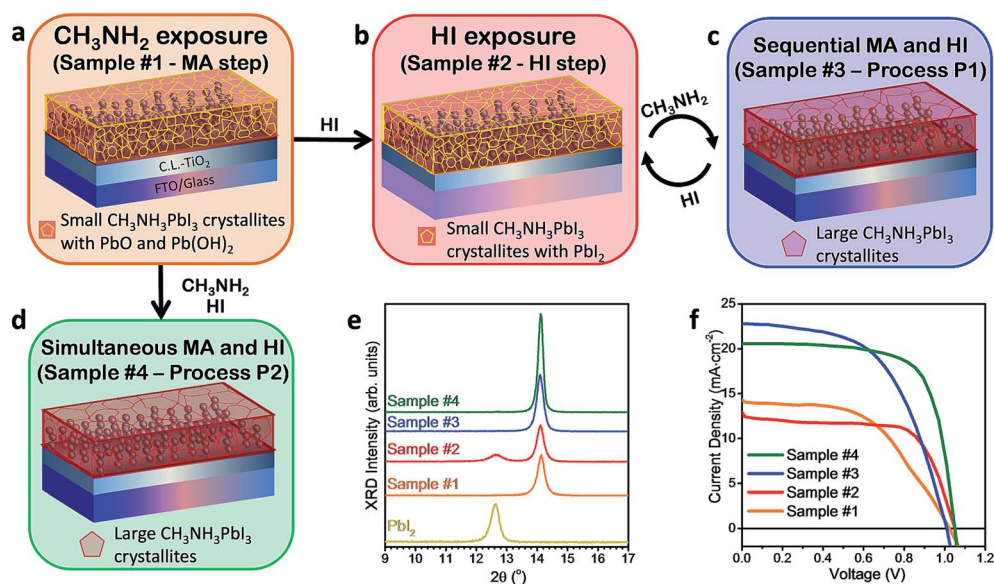 a
CH₃NH₂ exposure
(Sample #1 - MA step)
C.L.-TiO₂
FTO/Glass
Small CH₃NH₃PbI₃ crystallites
with PbO and Pb(OH)₂
HI
b
HI exposure
(Sample #2 - HI step)
Small CH₃NH₃PbI₃
crystallites with PbI₂
CH₃NH₂
HI
c
Sequential MA and HI
(Sample #3 – Process P1)
Large CH₃NH₃PbI₃
crystallites
CH₃NH₂
HI
d
Simultaneous MA and HI
(Sample #4 – Process P2)
Large CH₃NH₃PbI₃
crystallites
e
XRD Intensity (arb. units)
Sample #4
Sample #3
Sample #2
Sample #1
PbI₂
9 10 11 12 13 14 15 16 17
2θ (°)
f
Current Density (mA·cm⁻²)
25
20
15
10
5
0
Sample #4
Sample #3
Sample #2
Sample #1
0.0 0.2 0.4 0.6 0.8 1.0 1.2
Voltage (V)